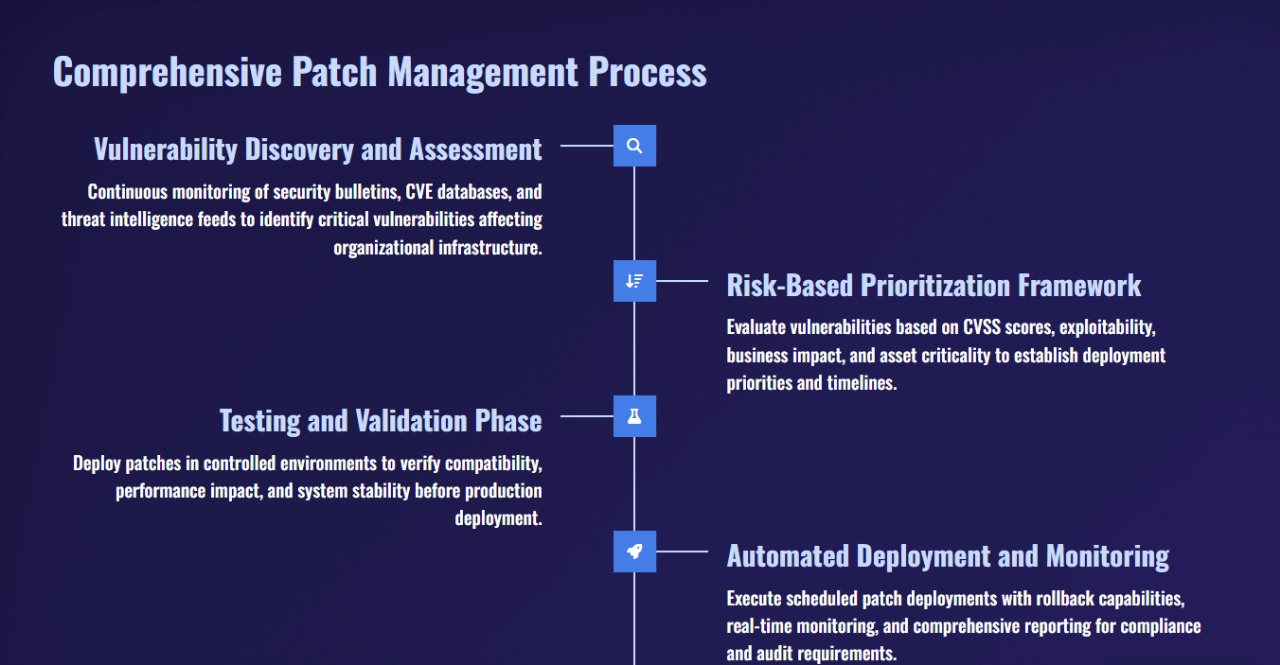 Comprehensive Patch Management Process
Vulnerability Discovery and Assessment
Continuous monitoring of security bulletins, CVE databases, and
threat intelligence feeds to identify critical vulnerabilities affecting
organizational infrastructure.
Risk-Based Prioritization Framework
Evaluate vulnerabilities based on CVSS scores, exploitability,
business impact, and asset criticality to establish deployment
priorities and timelines.
Testing and Validation Phase
Deploy patches in controlled environments to verify compatibility,
performance impact, and system stability before production
deployment.
Automated Deployment and Monitoring
Execute scheduled patch deployments with rollback capabilities,
real-time monitoring, and comprehensive reporting for compliance
and audit requirements.